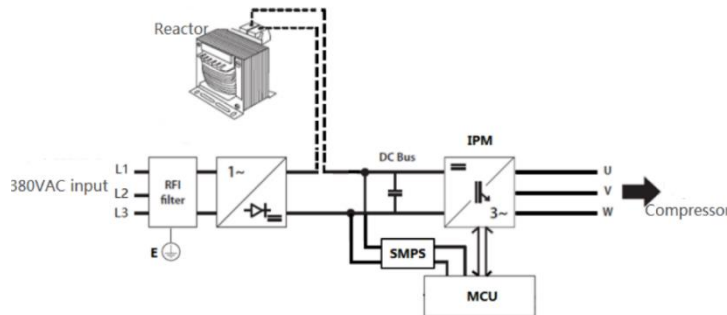 Reactor
IPM
DC Bus
380VAC input
L1
L2
L3
RFI
filter
1~
3~
U
V
W
Compressor
E
SMPS
MCU